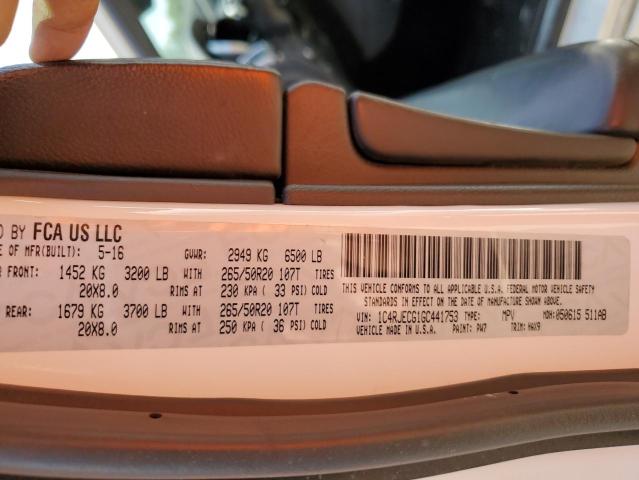 D BY FCA US LLC
E OF MFR(BUILT): 5-16 GVWR: 2949 KG 6500 LB
FRONT: 1452 KG 3200 LB WITH 265/50R20 107T TIRES
20X8.0 RIMS AT 230 KPA ( 33 PSI) COLD
REAR: 1679 KG 3700 LB WITH 265/50R20 107T TIRES
20X8.0 RIMS AT 250 KPA ( 36 PSI) COLD
THIS VEHICLE CONFORMS TO ALL APPLICABLE U.S.A. FEDERAL MOTOR VEHICLE SAFETY
STANDARDS IN EFFECT ON THE DATE OF MANUFACTURE SHOWN ABOVE.
VIN: 1C4RJECG1GC441753 TYPE: MPV MDH: 050615 511AB
VEHICLE MADE IN U.S.A. PAINT: PW7 TRIM: HAX9